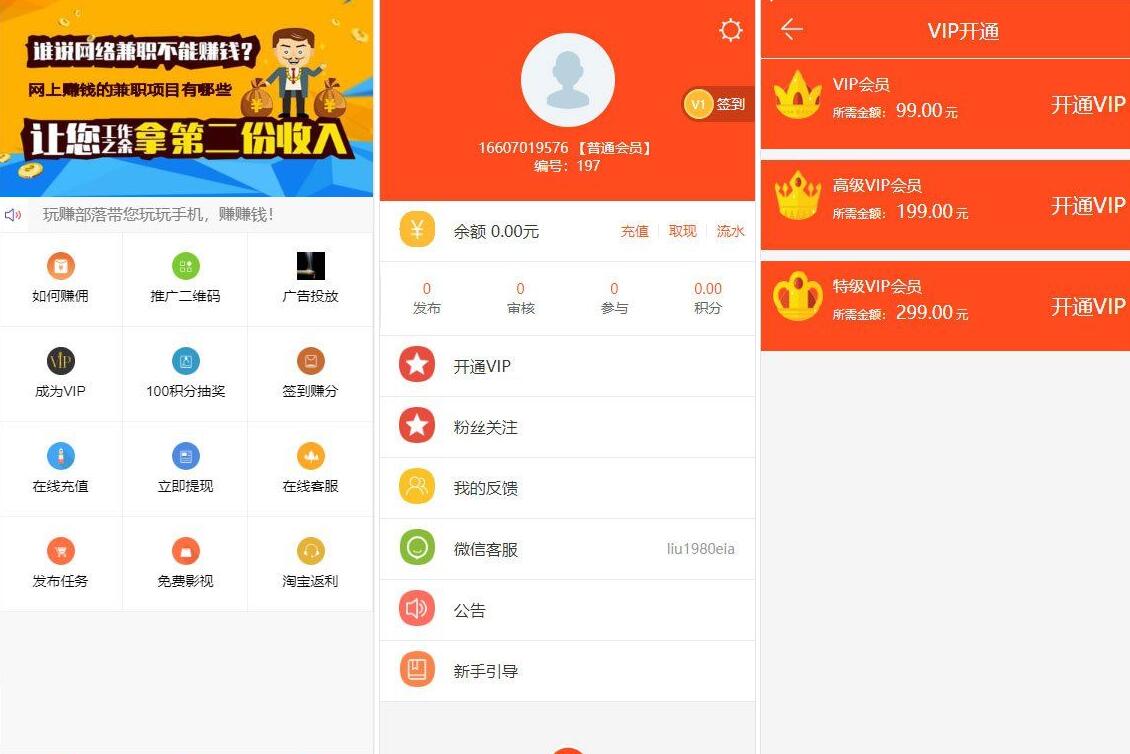 谁说网络兼职不能赚钱?
网上赚钱的兼职项目有哪些
让您工作之余拿第二份收入
玩赚部落带您玩玩手机，赚赚钱！
如何赚佣
推广二维码
广告投放
VIP
成为VIP
100积分抽奖
签到赚分
在线充值
立即提现
在线客服
发布任务
免费影视
淘宝返利
V1 签到
16607019576 【普通会员】
编号：197
¥ 余额 0.00元 充值 取现 流水
0 0 0 0.00
发布 审核 参与 积分
开通VIP
粉丝关注
我的反馈
微信客服 liu1980eia
公告
新手引导
VIP开通
VIP会员
所需金额： 99.00 元
开通VIP
高级VIP会员
所需金额： 199.00 元
开通VIP
特级VIP会员
所需金额： 299.00 元
开通VIP